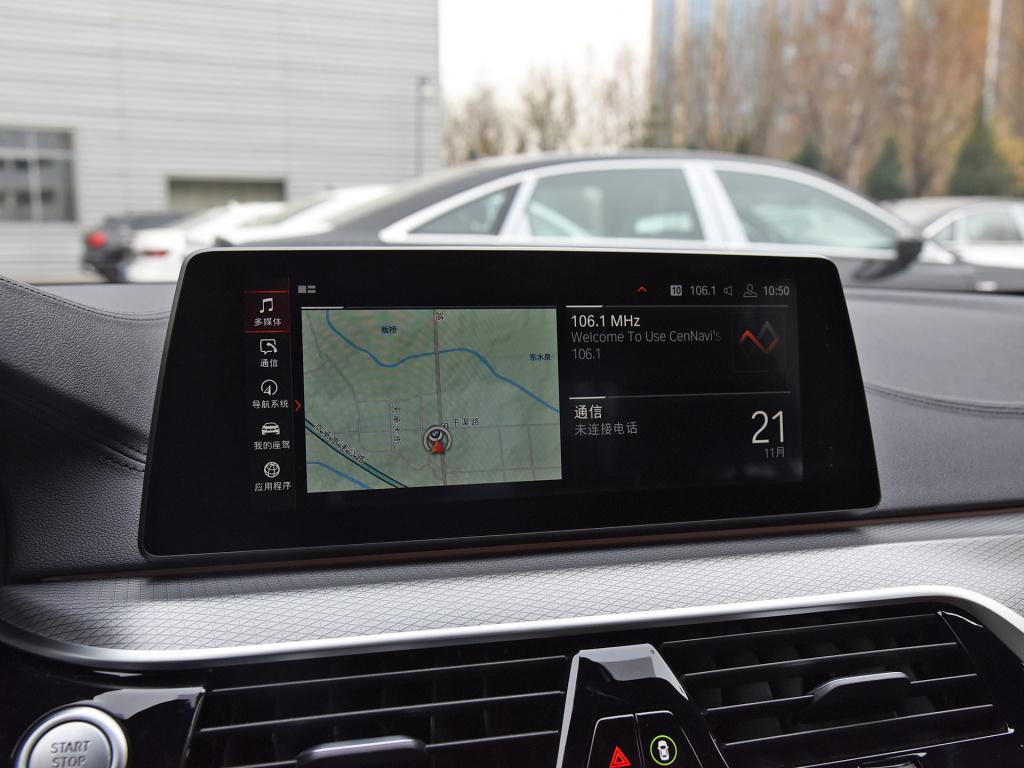 10 106.1 10:50
多媒体
通信
导航系统
我的座驾
应用程序
板桥
东水泉
路
106.1 MHz
Welcome To Use CenNavi's
106.1
通信
未连接电话
21
11月
START
STOP